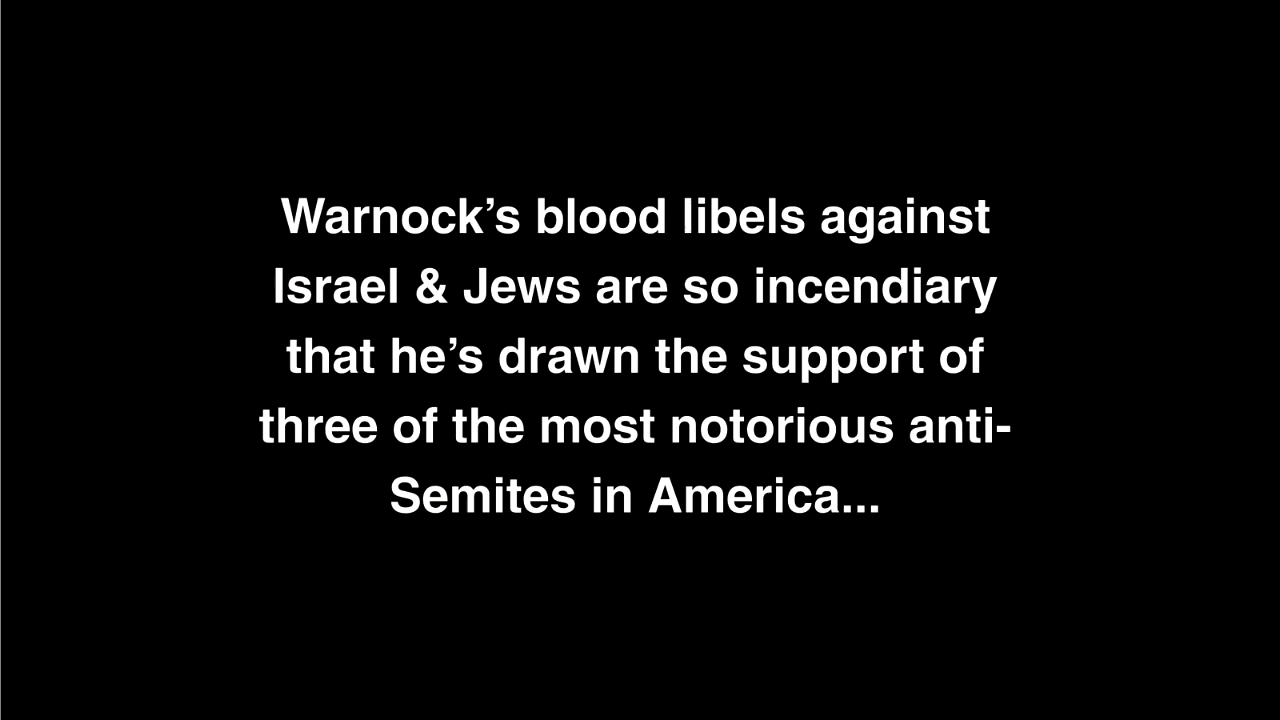 Warnock’s blood libels against
Israel & Jews are so incendiary
that he’s drawn the support of
three of the most notorious anti-
Semites in America...